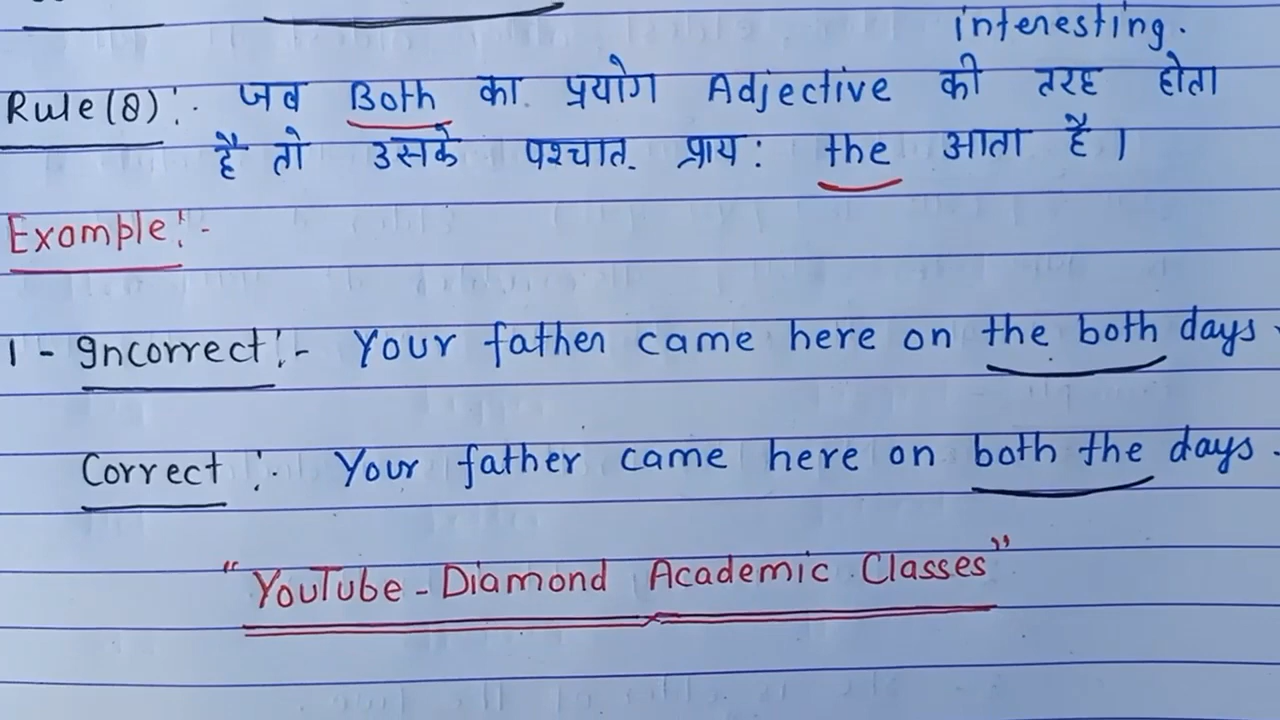 interesting.
Rule(8):- जब Both का प्रयोग Adjective की तरह होता
है तो उसके पश्चात् प्राय: the आता है।
Example:-
1- Incorrect:- Your father came here on the both days.
Correct:- Your father came here on both the days.
"YouTube-Diamond Academic Classes"